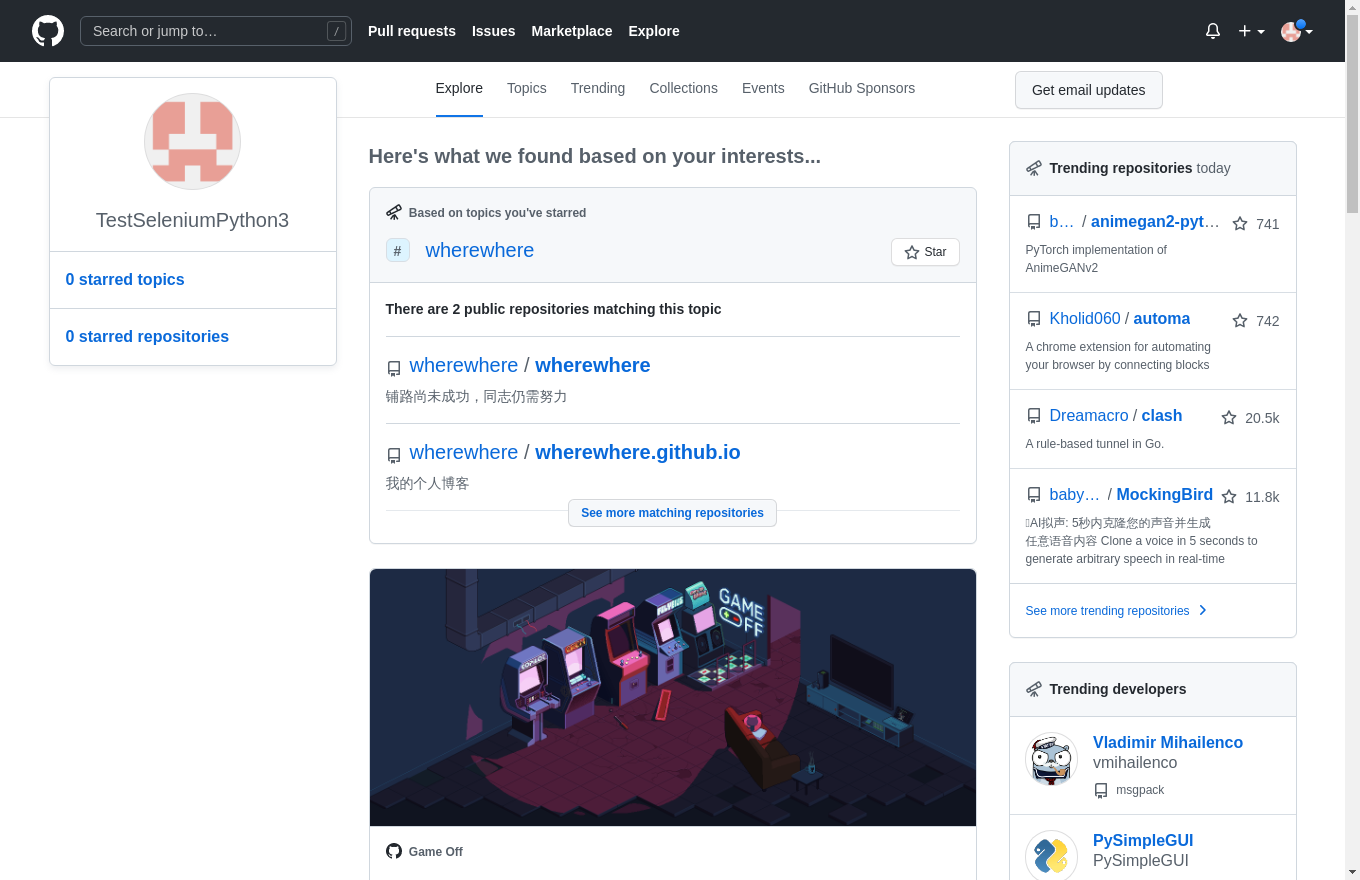 Search or jump to…
/
Pull requests
Issues
Marketplace
Explore
TestSeleniumPython3
0 starred topics
0 starred repositories
Explore
Topics
Trending
Collections
Events
GitHub Sponsors
Get email updates
Here's what we found based on your interests...
Based on topics you've starred
# wherewhere
Star
There are 2 public repositories matching this topic
wherewhere / wherewhere
铺路尚未成功，同志仍需努力
wherewhere / wherewhere.github.io
我的个人博客
See more matching repositories
GAME
OFF
Game Off
Trending repositories today
b… / animegan2-pyt… 741
PyTorch implementation of
AnimeGANv2
Kholid060 / automa 742
A chrome extension for automating
your browser by connecting blocks
Dreamacro / clash 20.5k
A rule-based tunnel in Go.
baby… / MockingBird 11.8k
AI拟声: 5秒内克隆您的声音并生成
任意语音内容 Clone a voice in 5 seconds to
generate arbitrary speech in real-time
See more trending repositories
Trending developers
Vladimir Mihailenco
vmihailenco
msgpack
PySimpleGUI
PySimpleGUI